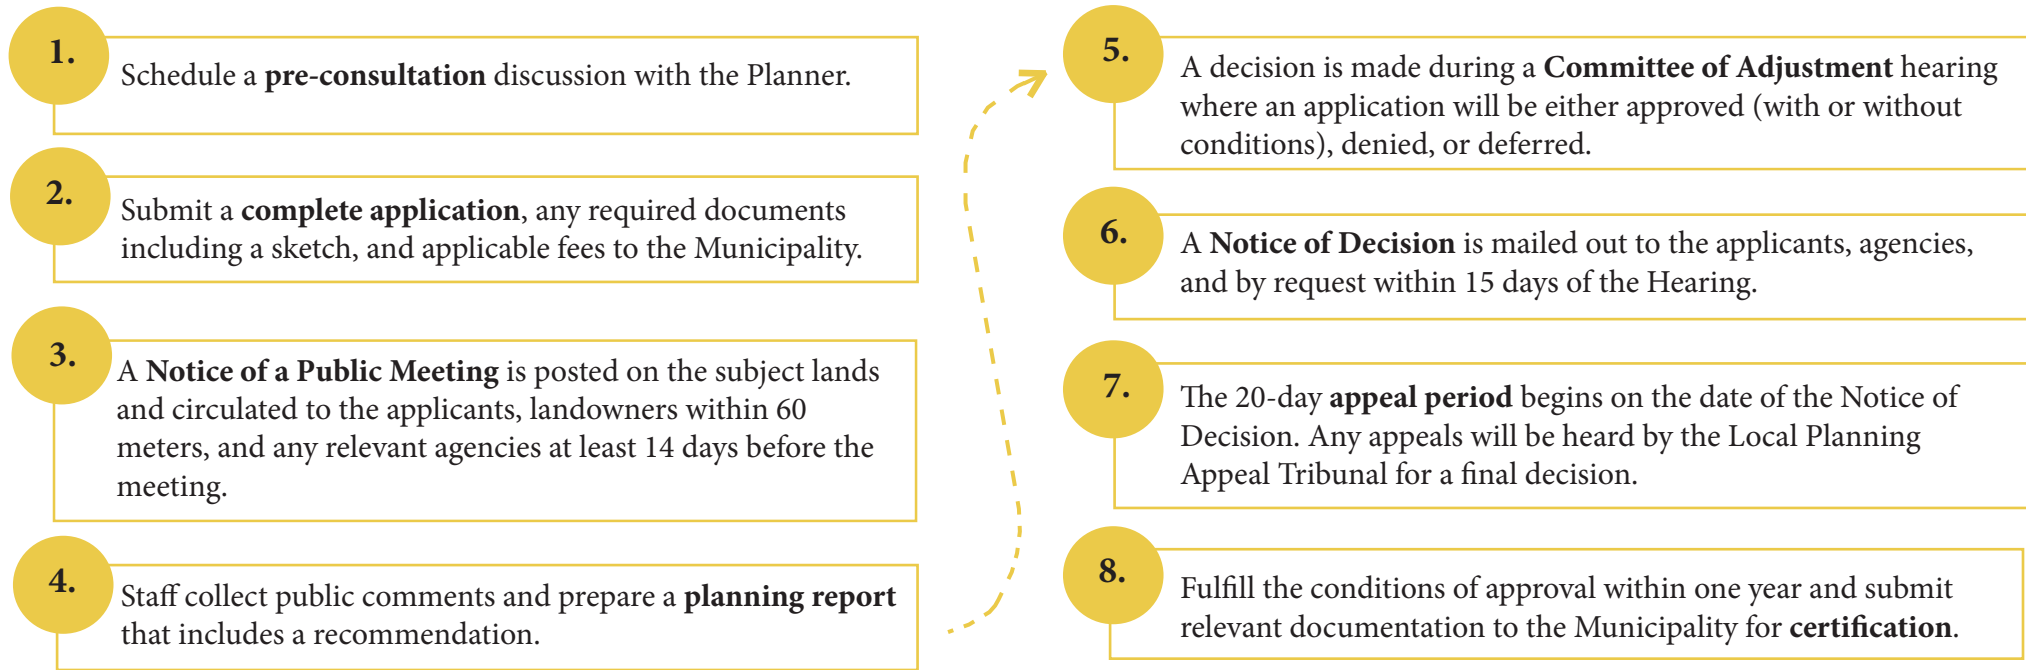 1.
Schedule a pre-consultation discussion with the Planner.
2.
Submit a complete application, any required documents
including a sketch, and applicable fees to the Municipality.
3.
A Notice of a Public Meeting is posted on the subject lands
and circulated to the applicants, landowners within 60
meters, and any relevant agencies at least 14 days before the
meeting.
4.
Staff collect public comments and prepare a planning report
that includes a recommendation.
5.
A decision is made during a Committee of Adjustment hearing
where an application will be either approved (with or without
conditions), denied, or deferred.
6.
A Notice of Decision is mailed out to the applicants, agencies,
and by request within 15 days of the Hearing.
7.
The 20-day appeal period begins on the date of the Notice of
Decision. Any appeals will be heard by the Local Planning
Appeal Tribunal for a final decision.
8.
Fulfill the conditions of approval within one year and submit
relevant documentation to the Municipality for certification.